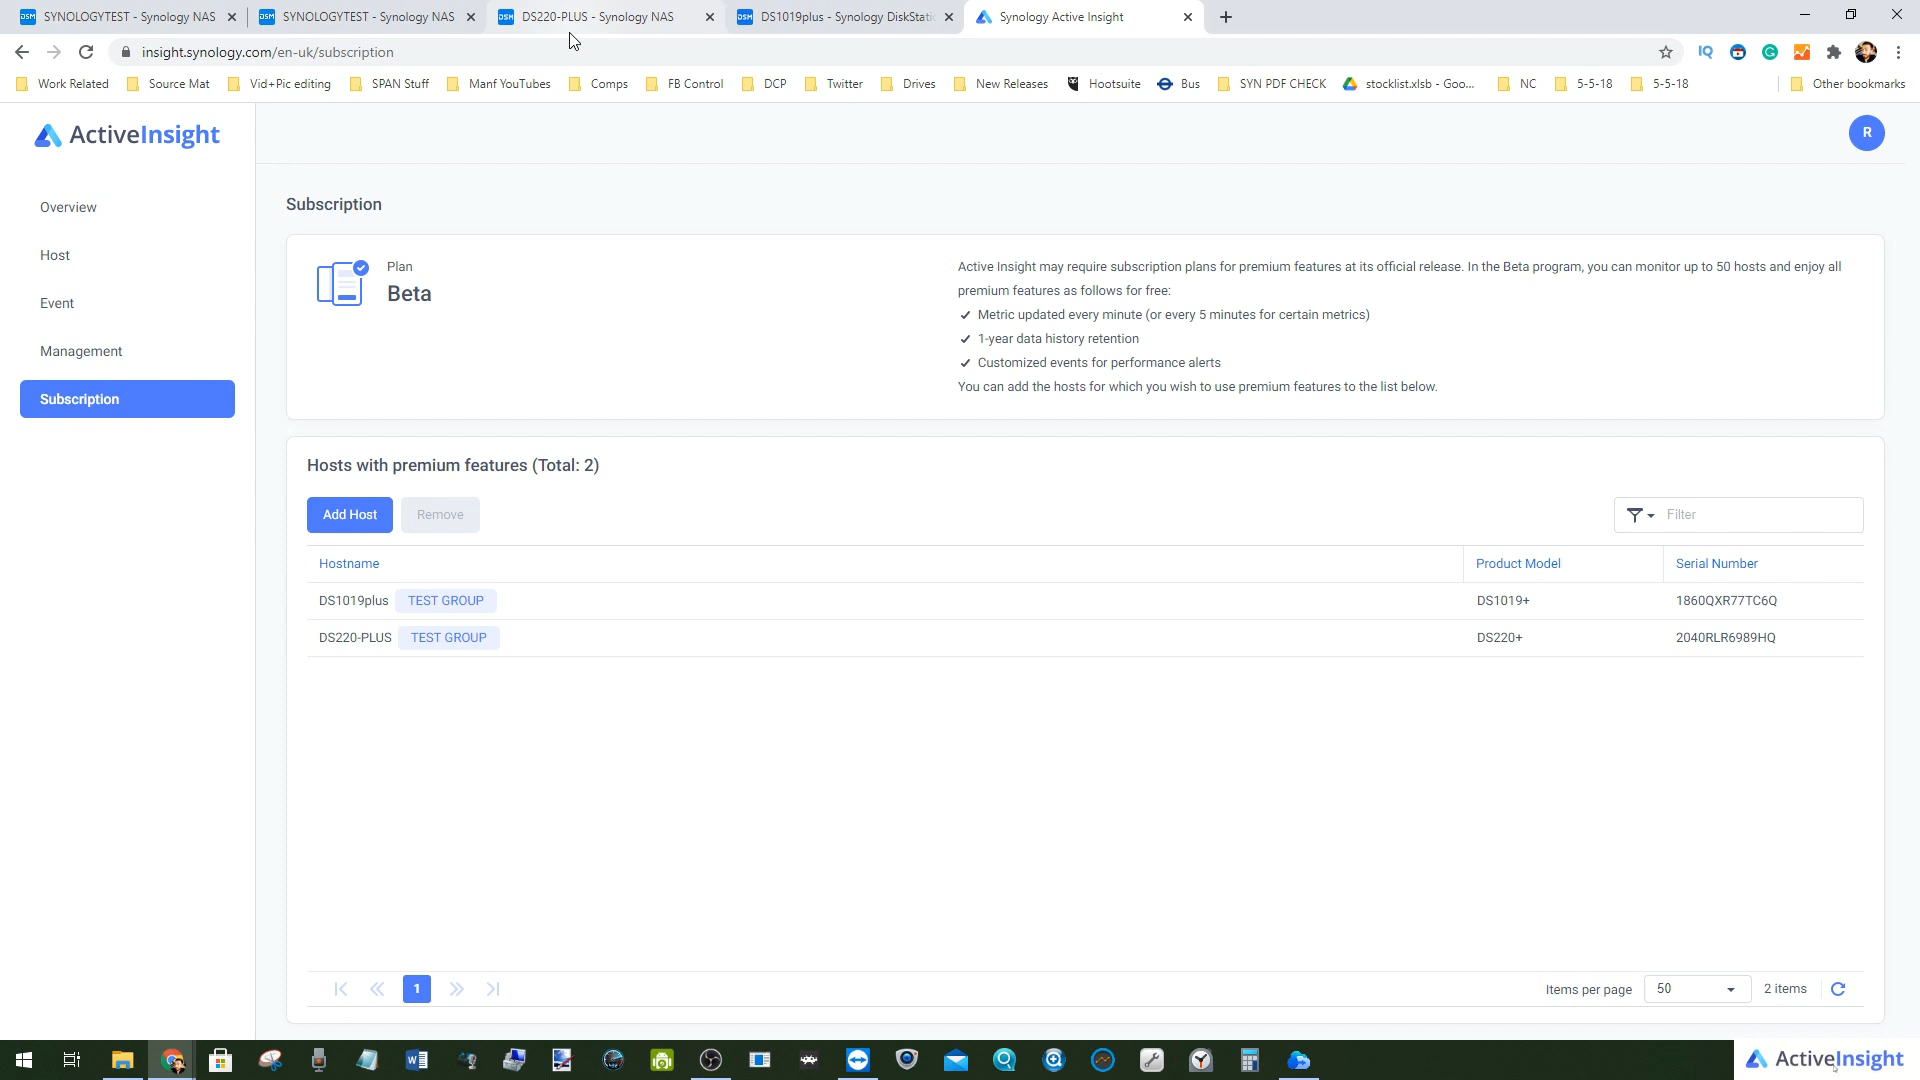 SYNOLOGYTEST - Synology NAS
SYNOLOGYTEST - Synology NAS
DS220-PLUS - Synology NAS
DS1019plus - Synology DiskStatic
Synology Active Insight
insight.synology.com/en-uk/subscription
IQ
Work Related
Source Mat
Vid+Pic editing
SPAN Stuff
Manf YouTubes
Comps
FB Control
DCP
Twitter
Drives
New Releases
Hootsuite
Bus
SYN PDF CHECK
stocklist.xlsb - Goo...
NC
5-5-18
5-5-18
Other bookmarks
ActiveInsight
R
Overview
Host
Event
Management
Subscription
Subscription
Plan
Beta
Active Insight may require subscription plans for premium features at its official release. In the Beta program, you can monitor up to 50 hosts and enjoy all
premium features as follows for free:
Metric updated every minute (or every 5 minutes for certain metrics)
1-year data history retention
Customized events for performance alerts
You can add the hosts for which you wish to use premium features to the list below.
Hosts with premium features (Total: 2)
Add Host
Remove
Filter
Hostname
Product Model
Serial Number
DS1019plus TEST GROUP
DS1019+
1860QXR77TC6Q
DS220-PLUS TEST GROUP
DS220+
2040RLR6989HQ
1
Items per page
50
2 items
ActiveInsight